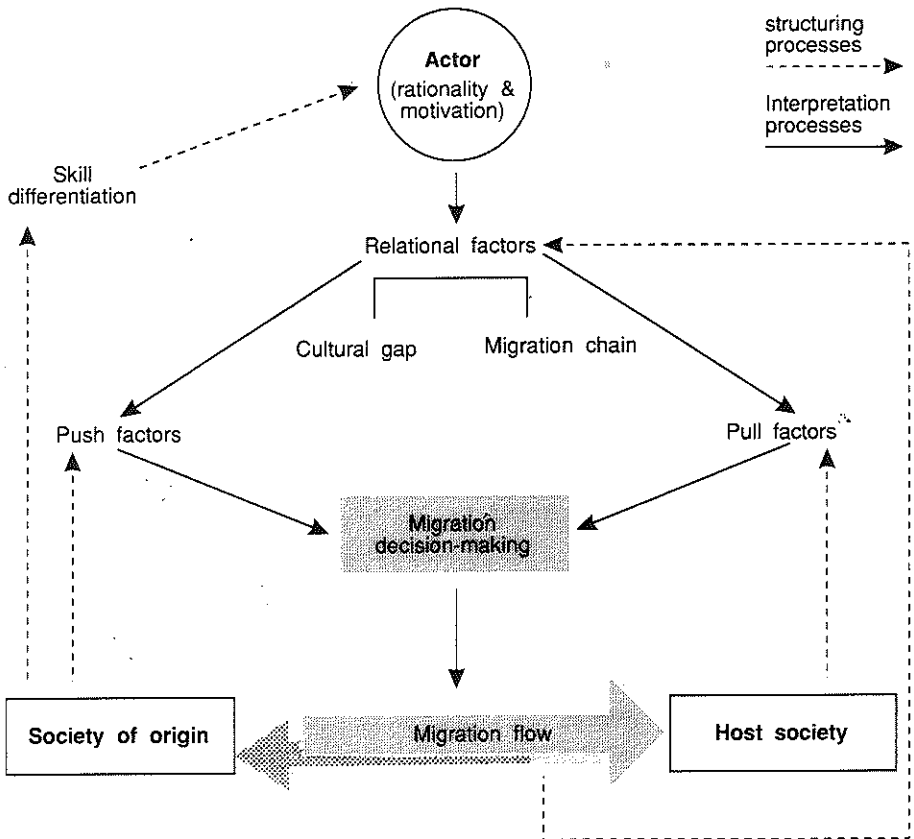 structuring
processes
Actor
(rationality &
motivation)
Interpretation
processes
Skill
differentiation
Relational factors
Cultural gap
Migration chain
Push factors
Pull factors
Migration
decision-making
Society of origin
Migration flow
Host society